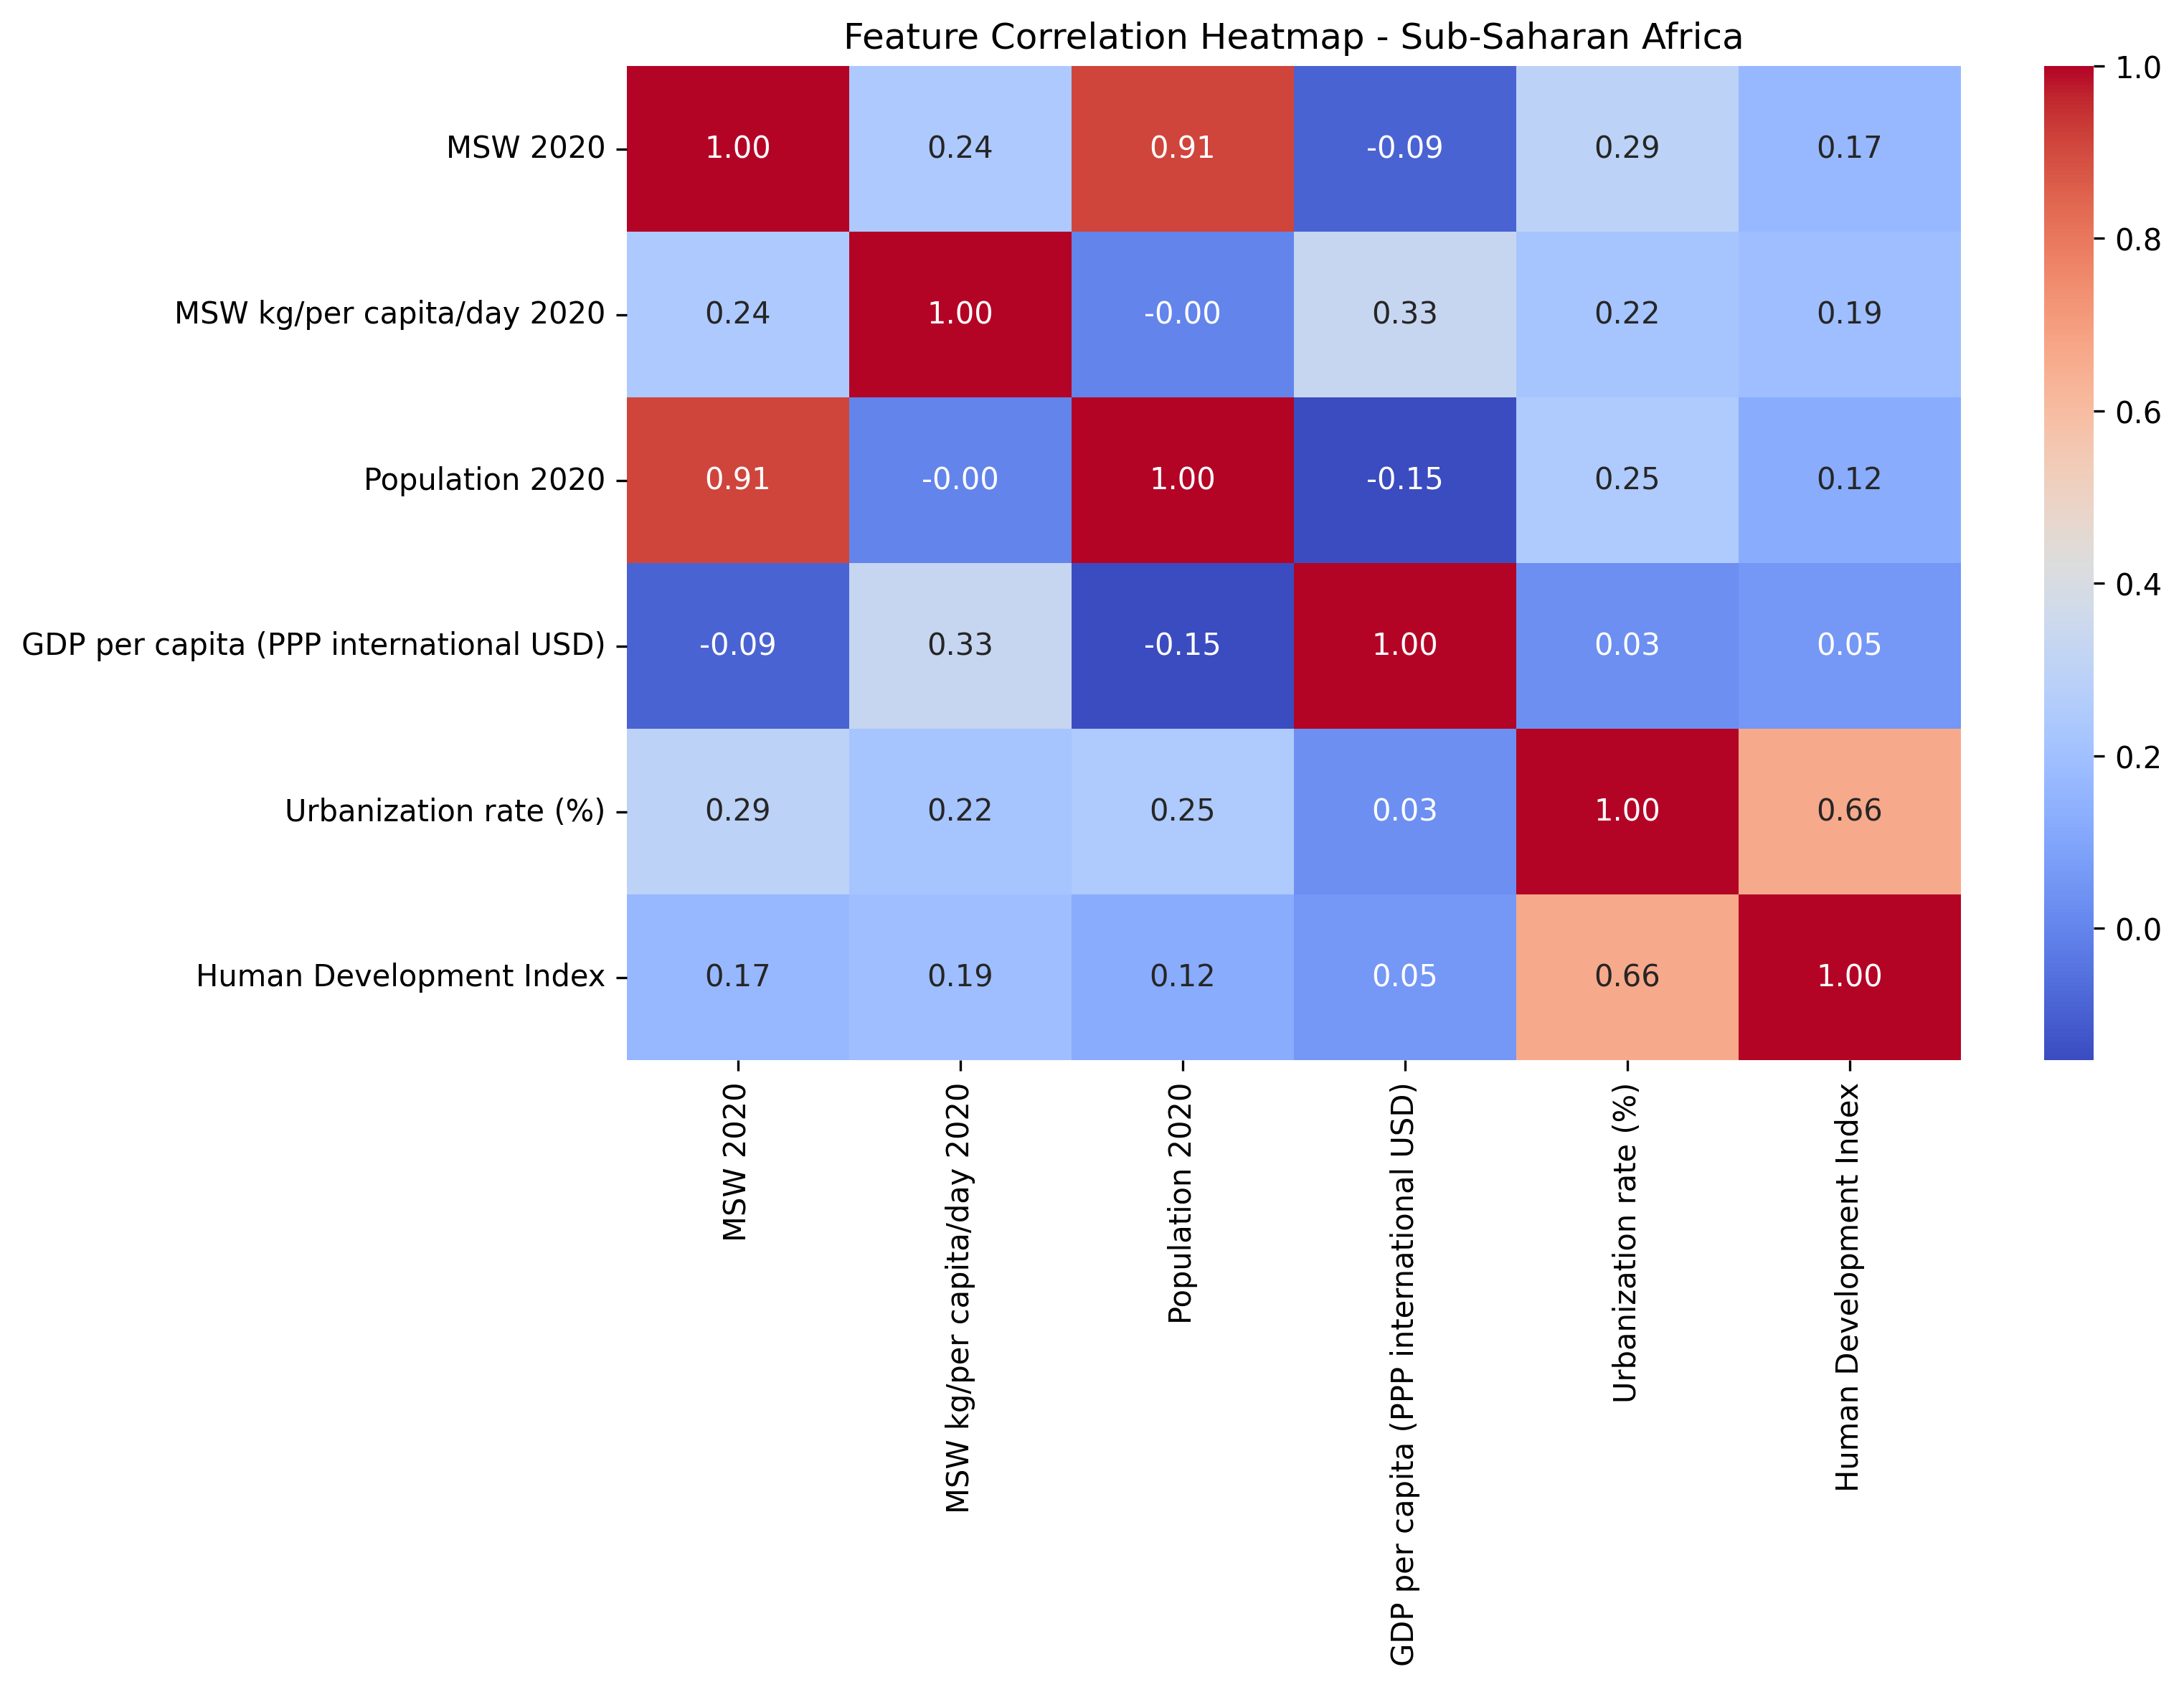 Feature Correlation Heatmap - Sub-Saharan Africa
MSW 2020 1.00 0.24 0.91 -0.09 0.29 0.17
MSW kg/per capita/day 2020 0.24 1.00 -0.00 0.33 0.22 0.19
Population 2020 0.91 -0.00 1.00 -0.15 0.25 0.12
GDP per capita (PPP international USD) -0.09 0.33 -0.15 1.00 0.03 0.05
Urbanization rate (%) 0.29 0.22 0.25 0.03 1.00 0.66
Human Development Index 0.17 0.19 0.12 0.05 0.66 1.00
MSW 2020
MSW kg/per capita/day 2020
Population 2020
GDP per capita (PPP international USD)
Urbanization rate (%)
Human Development Index
1.0
0.8
0.6
0.4
0.2
0.0